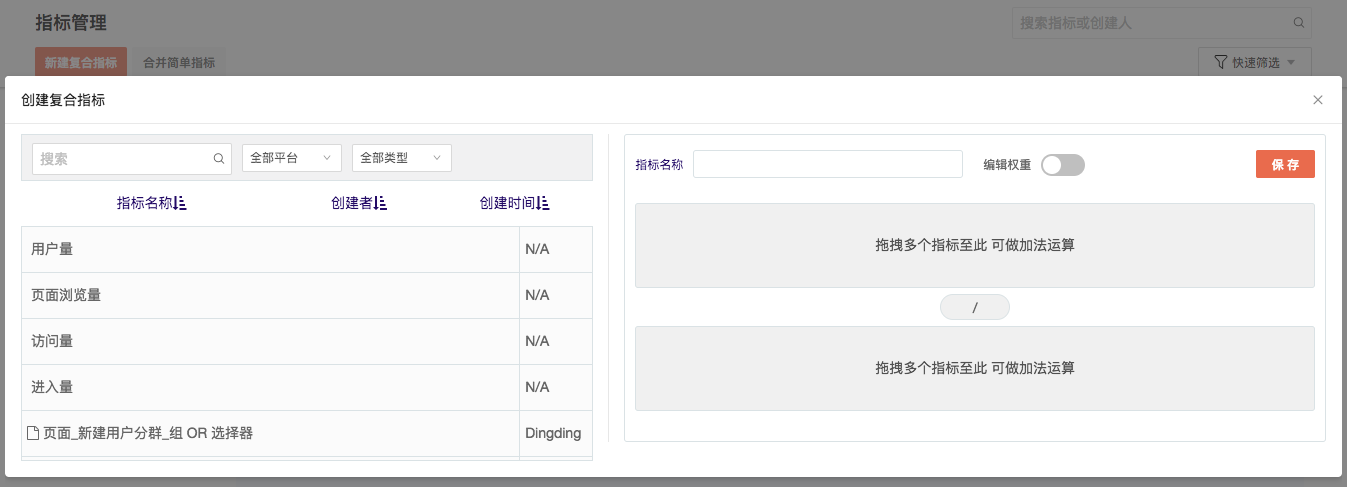 指标管理
搜索指标或创建人
新建复合指标 合并简单指标
快速筛选
创建复合指标
搜索 全部平台 全部类型
指标名称 创建者 创建时间
用户量 N/A
页面浏览量 N/A
访问量 N/A
进入量 N/A
页面_新建用户分群_组 OR 选择器 Dingding
指标名称 编辑权重 保 存
拖拽多个指标至此 可做加法运算
/
拖拽多个指标至此 可做加法运算